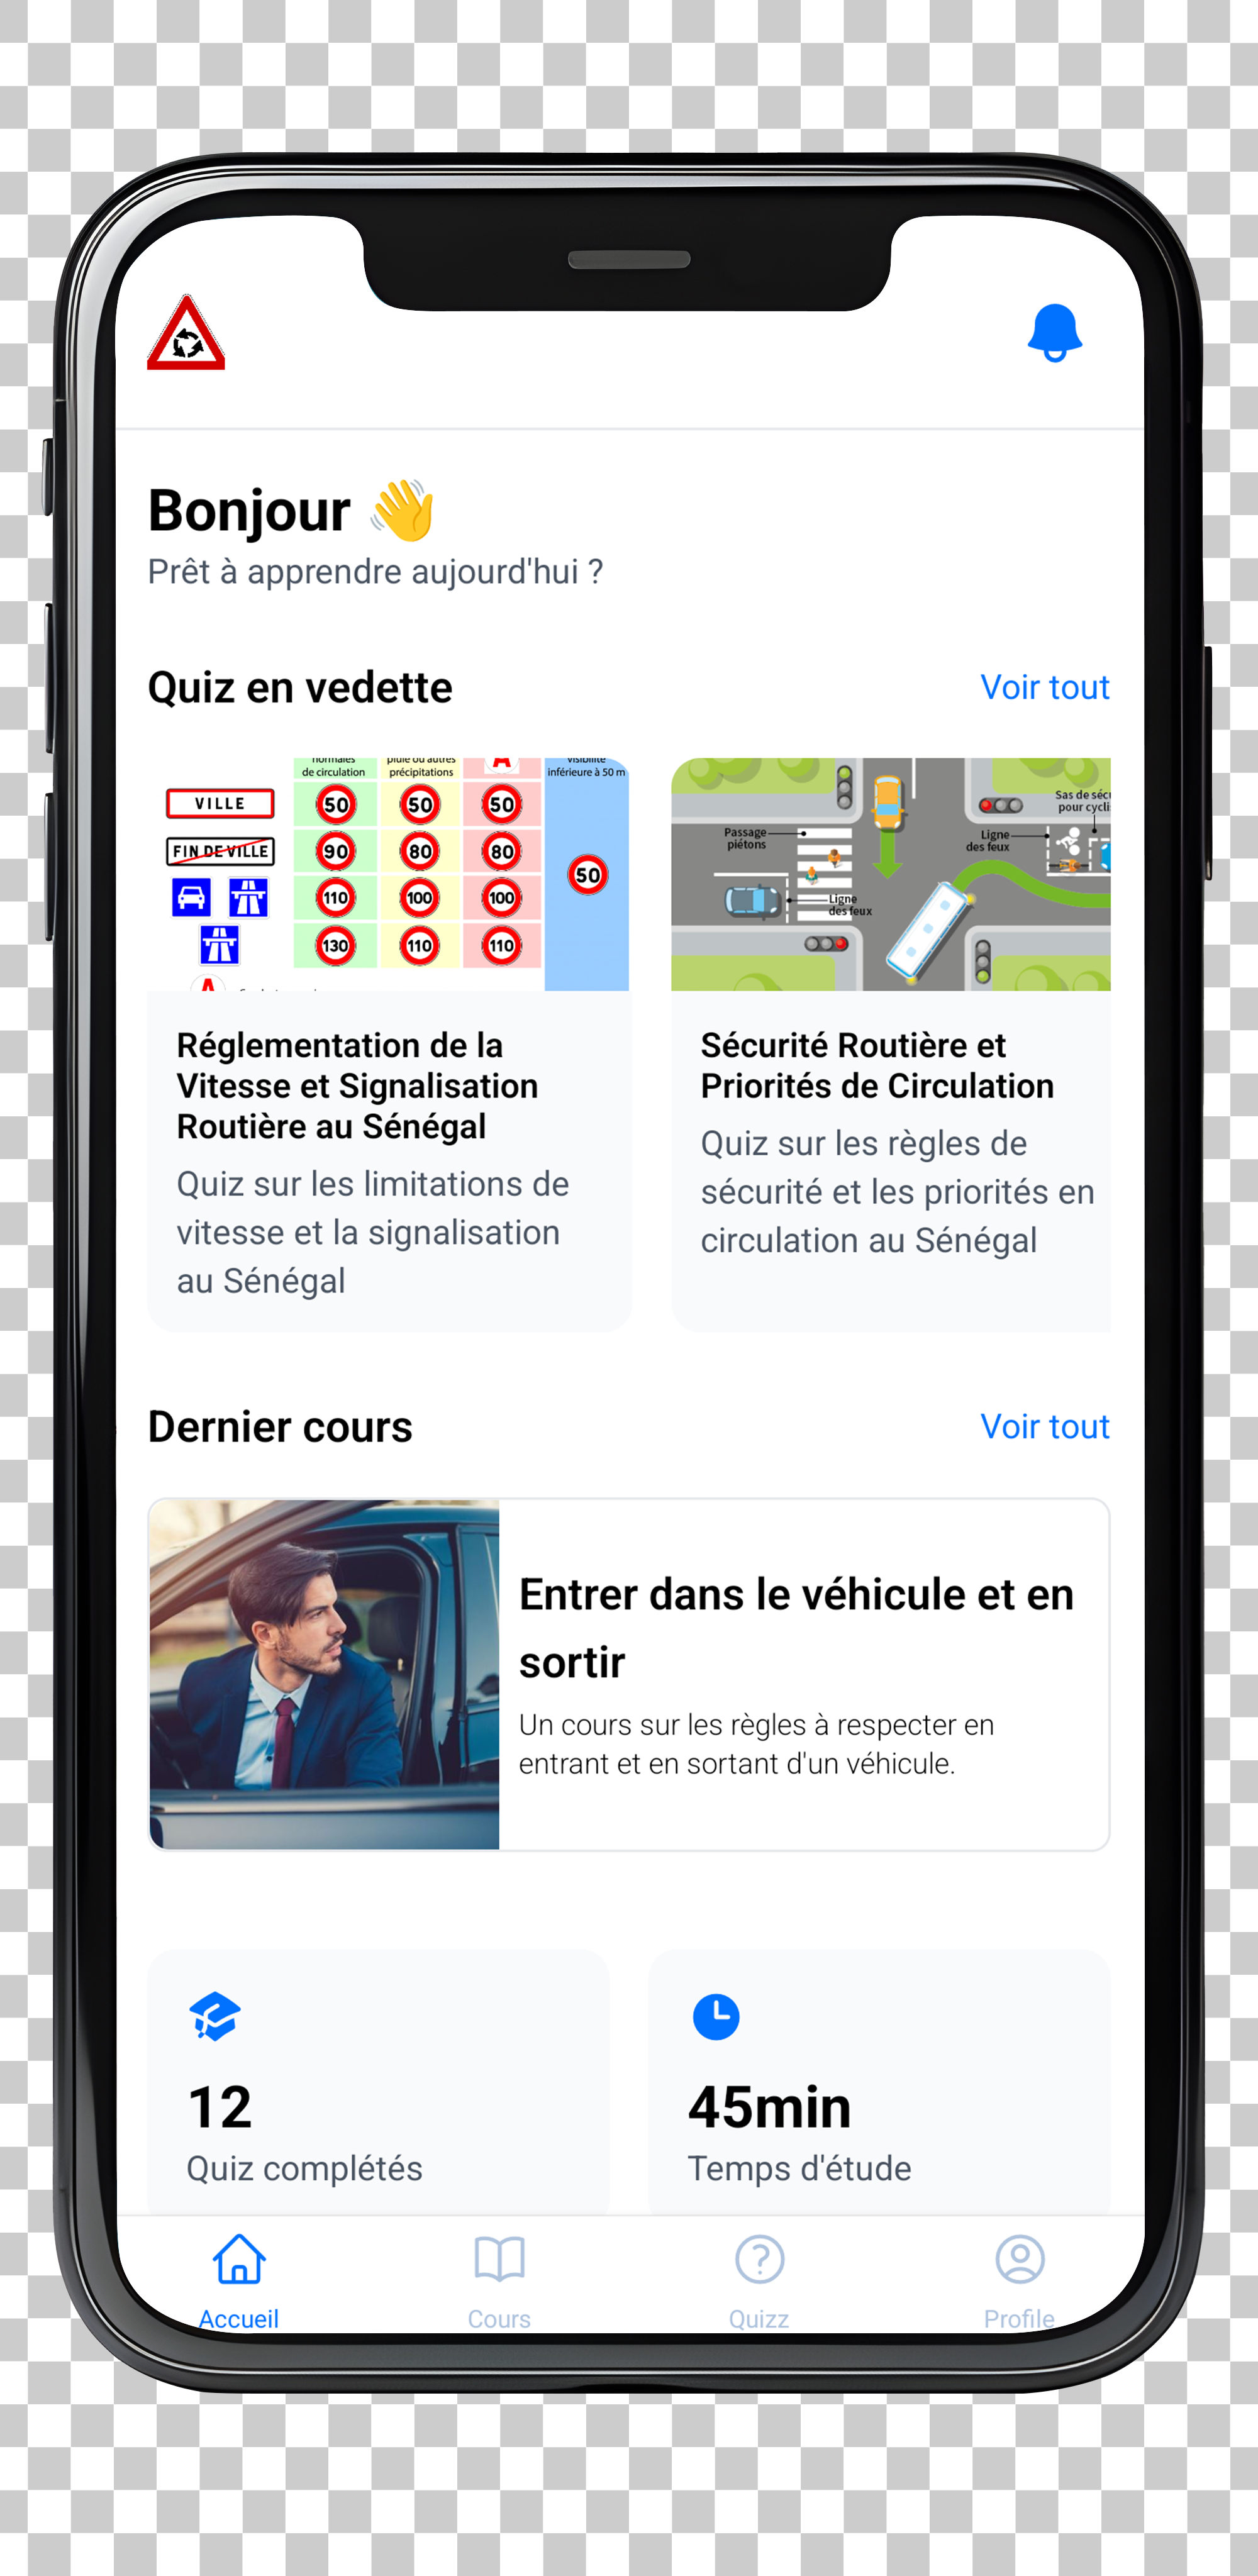 Bonjour 👋
Prêt à apprendre aujourd'hui ?
Quiz en vedette
Voir tout
normales
de circulation
pluie ou autres
précipitations
A
visibilité
inférieure à 50 m
VILLE
50
50
50
FIN DE VILLE
90
80
80
50
110
100
100
130
110
110
A
Passage
piétons
Ligne
des feux
Ligne
des feux
Sas de sécu
pour cyclis
Réglementation de la
Vitesse et Signalisation
Routière au Sénégal
Quiz sur les limitations de
vitesse et la signalisation
au Sénégal
Sécurité Routière et
Priorités de Circulation
Quiz sur les règles de
sécurité et les priorités en
circulation au Sénégal
Dernier cours
Voir tout
Entrer dans le véhicule et en
sortir
Un cours sur les règles à respecter en
entrant et en sortant d'un véhicule.
12
Quiz complétés
45min
Temps d'étude
Accueil
Cours
Quizz
Profile